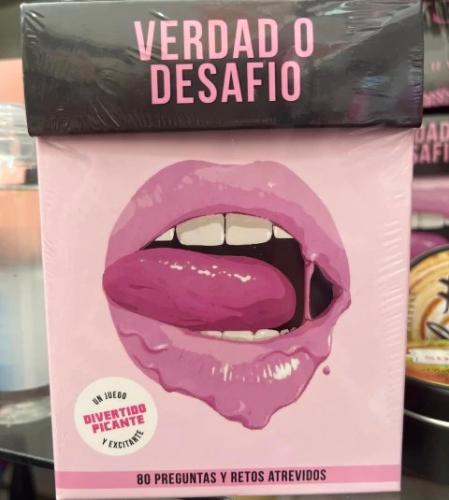 VERDAD O
DESAFIO
UN JUEGO
DIVERTIDO
PICANTE
Y EXCITANTE
80 PREGUNTAS Y RETOS ATREVIDOS